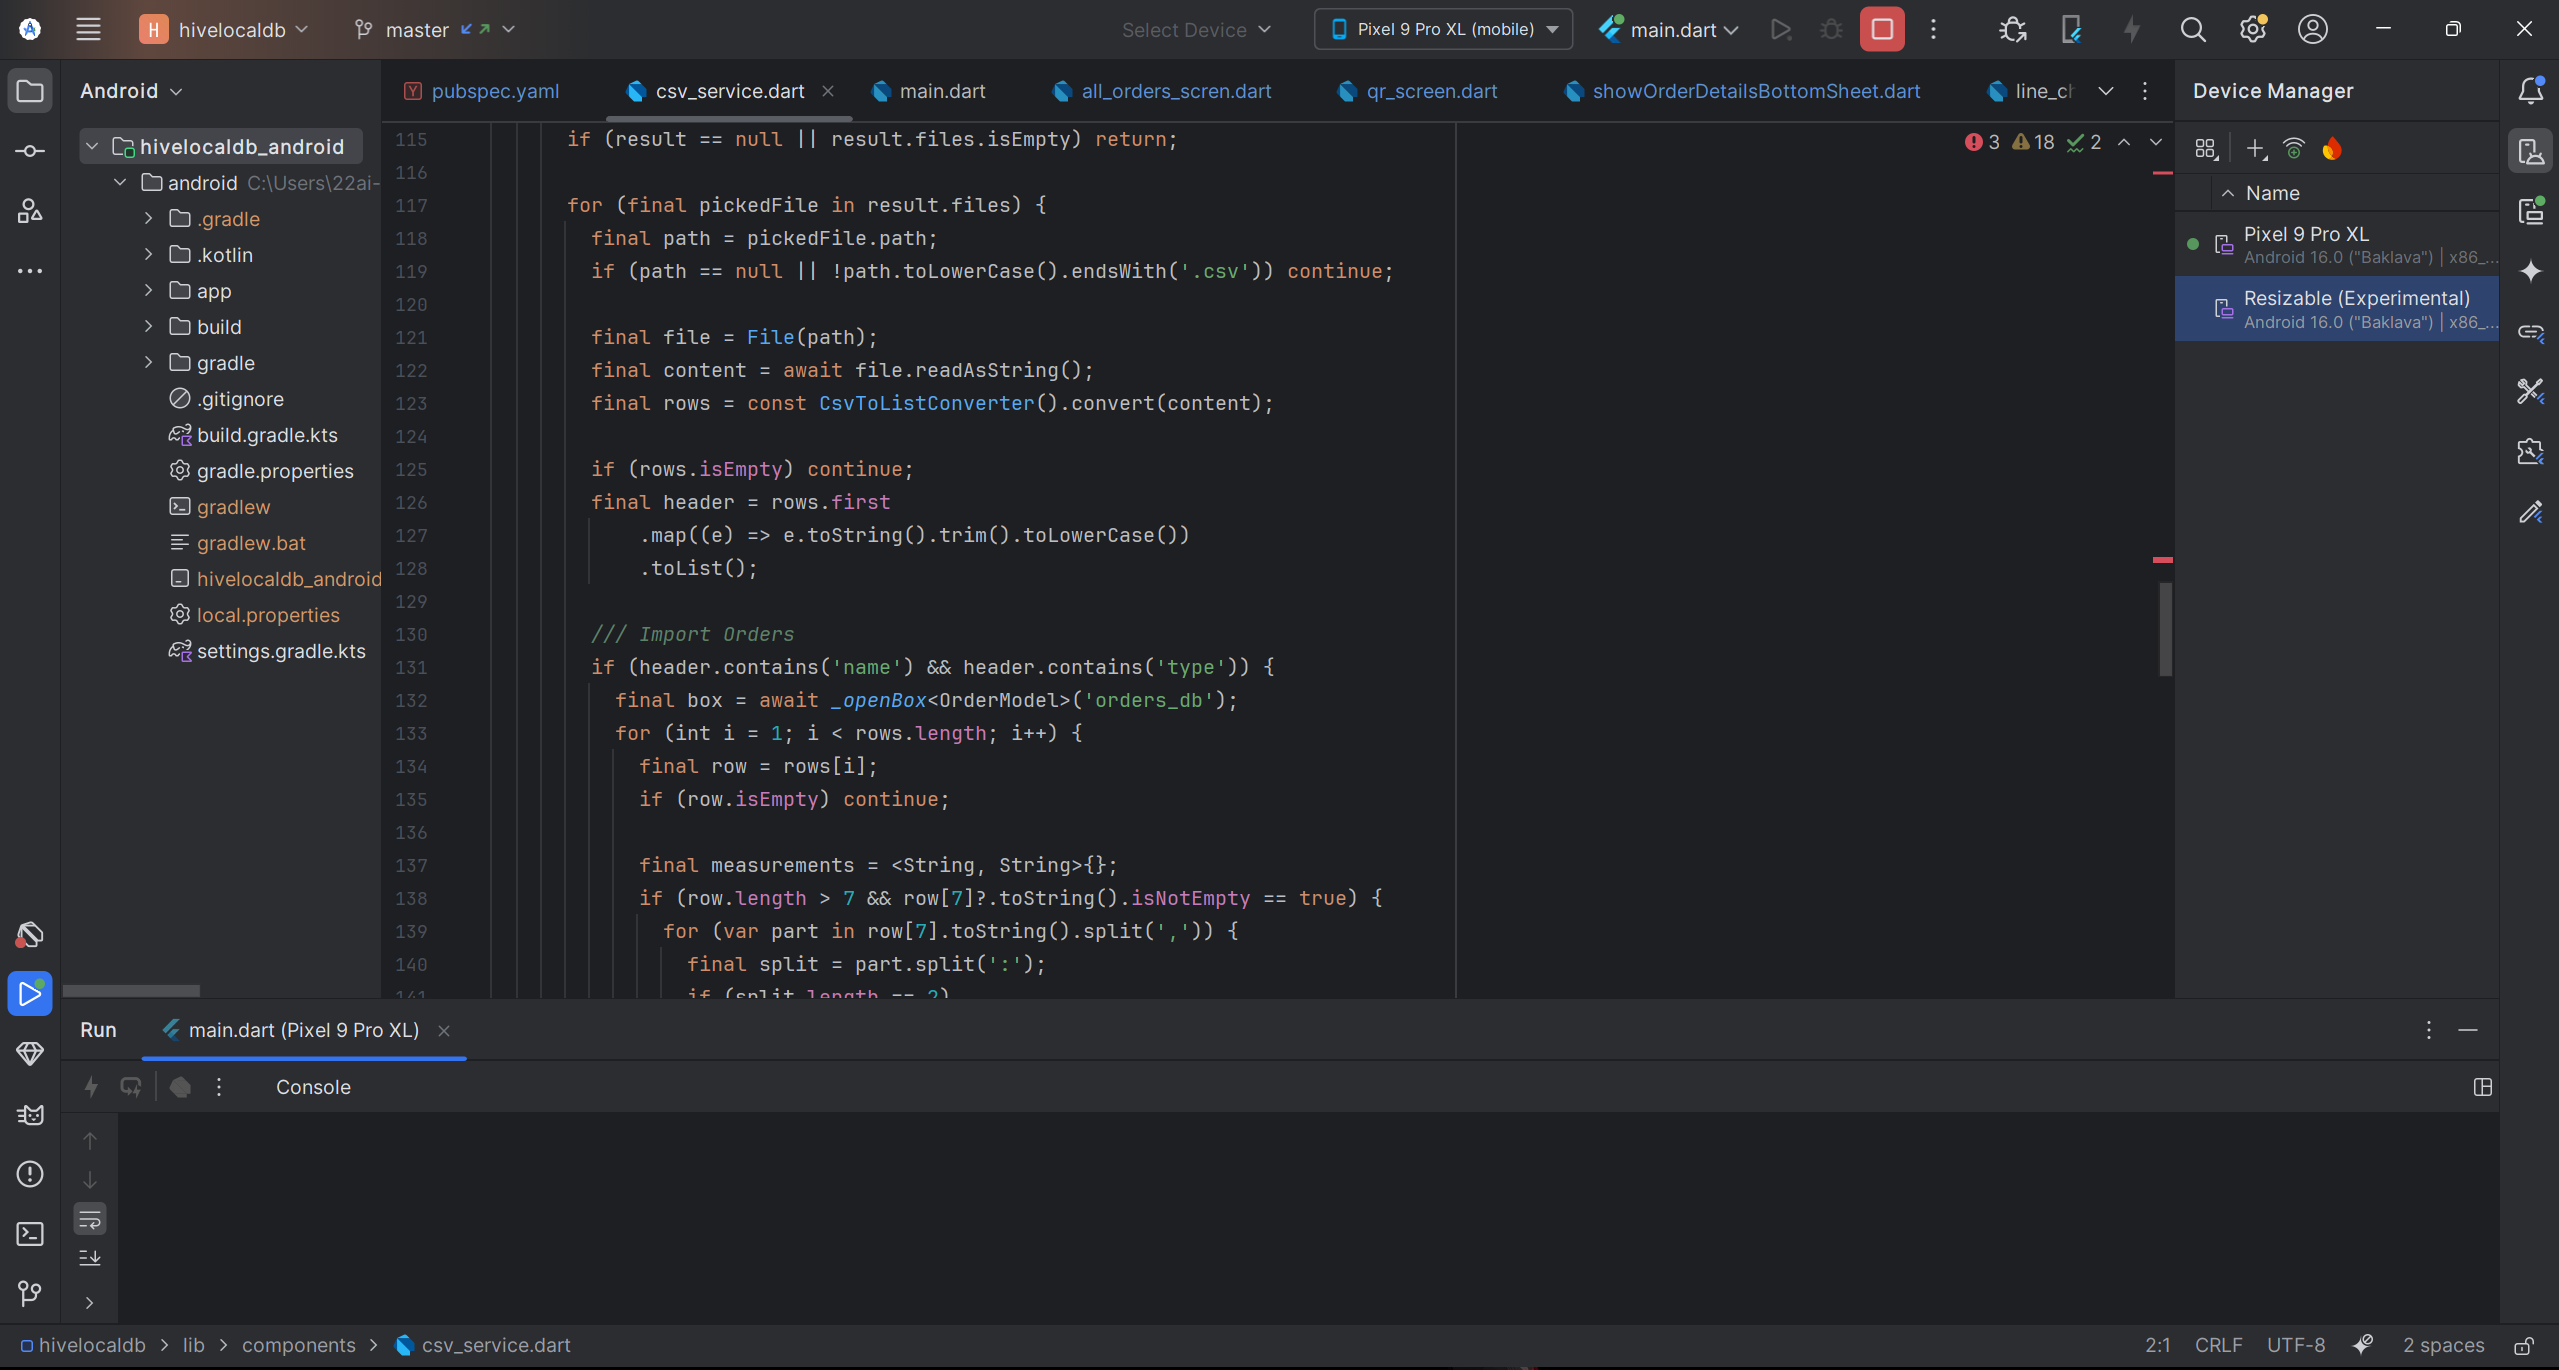 H hivelocaldb master Select Device Pixel 9 Pro XL (mobile) main.dart
Android
pubspec.yaml csv_service.dart main.dart all_orders_scren.dart qr_screen.dart showOrderDetailsBottomSheet.dart line_c
Device Manager
hivelocaldb_android
android C:\Users\22ai-
.gradle
.kotlin
app
build
gradle
.gitignore
build.gradle.kts
gradle.properties
gradlew
gradlew.bat
hivelocaldb_android
local.properties
settings.gradle.kts
3 18 2
115 if (result == null || result.files.isEmpty) return;
116
117 for (final pickedFile in result.files) {
118 final path = pickedFile.path;
119 if (path == null || !path.toLowerCase().endsWith('.csv')) continue;
120
121 final file = File(path);
122 final content = await file.readAsString();
123 final rows = const CsvToListConverter().convert(content);
124
125 if (rows.isEmpty) continue;
126 final header = rows.first
127 .map((e) => e.toString().trim().toLowerCase())
128 .toList();
129
130 /// Import Orders
131 if (header.contains('name') && header.contains('type')) {
132 final box = await _openBox<OrderModel>('orders_db');
133 for (int i = 1; i < rows.length; i++) {
134 final row = rows[i];
135 if (row.isEmpty) continue;
136
137 final measurements = <String, String>{};
138 if (row.length > 7 && row[7]?.toString().isNotEmpty == true) {
139 for (var part in row[7].toString().split(',')) {
140 final split = part.split(':');
141 if (split.length == 2)
Name
Pixel 9 Pro XL
Android 16.0 ("Baklava") | x86_...
Resizable (Experimental)
Android 16.0 ("Baklava") | x86_...
Run main.dart (Pixel 9 Pro XL)
Console
hivelocaldb > lib > components > csv_service.dart
2:1 CRLF UTF-8 2 spaces